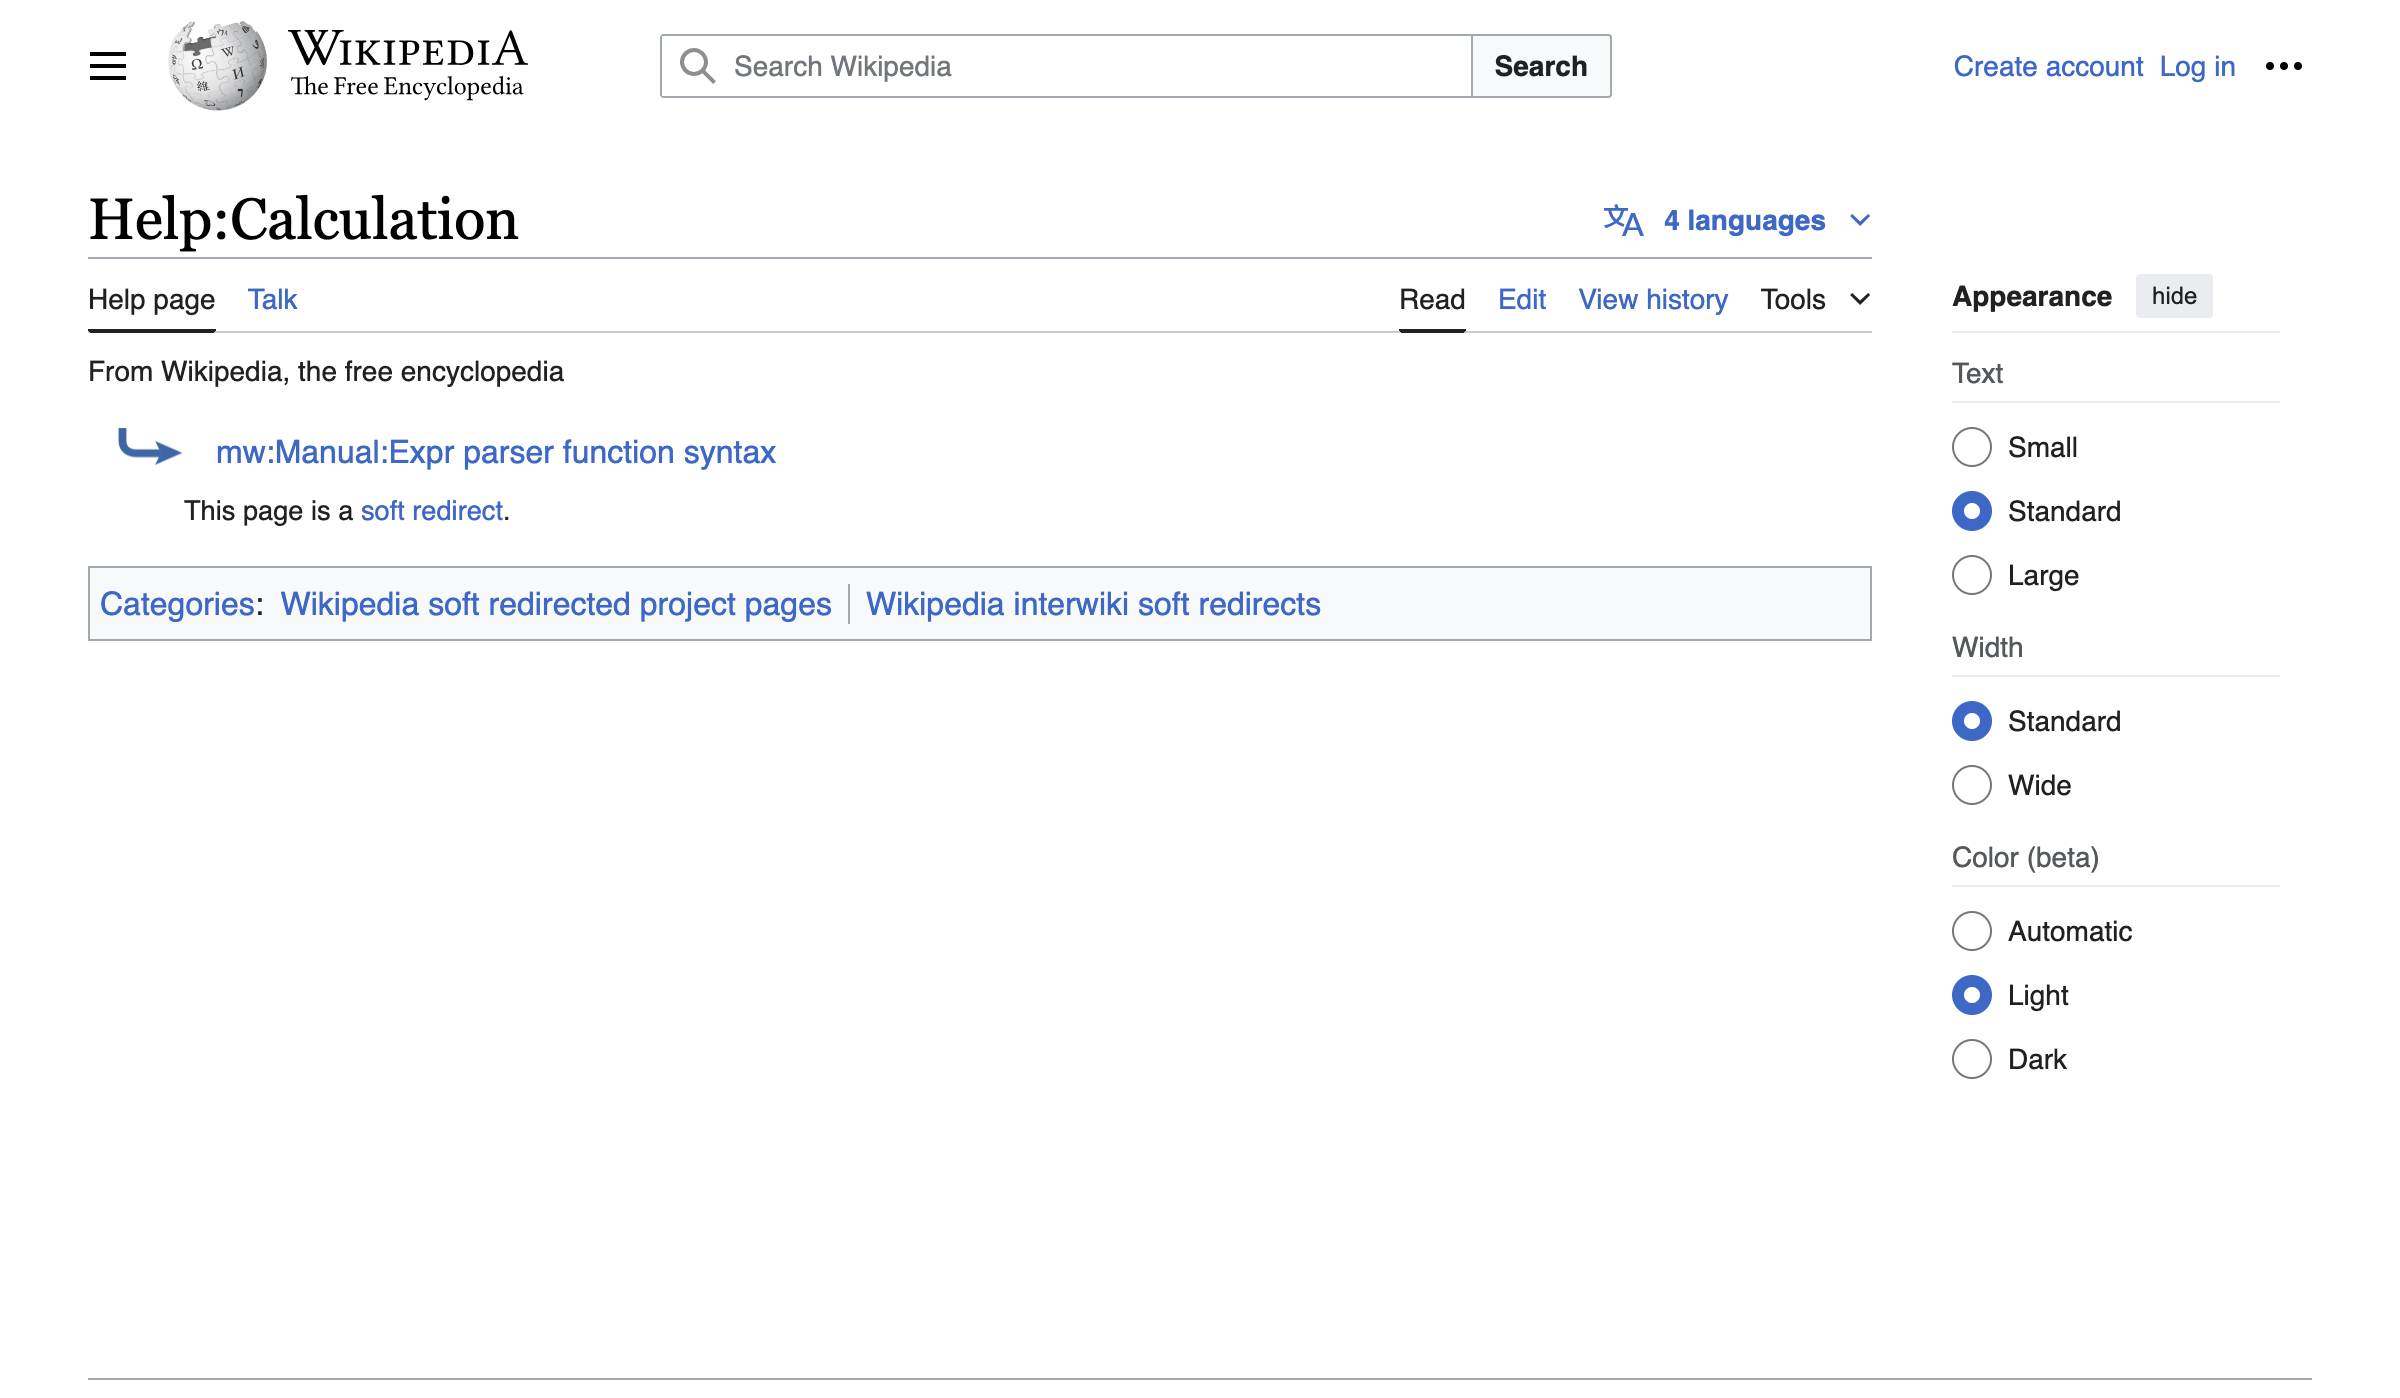 WIKIPEDIA
The Free Encyclopedia
Search Wikipedia
Search
Create account Log in
Help:Calculation
4 languages
Help page Talk
Read Edit View history Tools
From Wikipedia, the free encyclopedia
mw:Manual:Expr parser function syntax
This page is a soft redirect.
Categories: Wikipedia soft redirected project pages | Wikipedia interwiki soft redirects
Appearance hide
Text
Small
Standard
Large
Width
Standard
Wide
Color (beta)
Automatic
Light
Dark